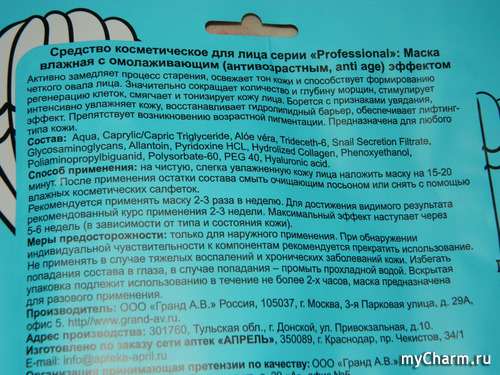 Средство косметическое для лица серии «Professional»: Маска
влажная с омолаживающим (антивозрастным, anti age) эффектом
Активно замедляет процесс старения, освежает тон кожи и способствует формированию
четкого овала лица. Значительно сокращает количество и глубину морщин, стимулирует
регенерацию клеток, смягчает и тонизирует кожу лица. Борется с признаками увядания,
интенсивно увлажняет кожу, восстанавливает гидролипидный барьер, обеспечивает лифтинг-
эффект. Препятствует возникновению возрастной пигментации. Предназначена для любого
типа кожи.
Состав: Aqua, Caprylic/Capric Triglyceride, Alóe véra, Trideceth-6, Snail Secretion Filtrate,
Glycosaminoglycans, Allantoin, Pyridoxine HCL, Hydrolized Collagen, Phenoxyethanol,
Poliaminopropylbiguanid, Polysorbate-60, PEG 40, Hyaluronic acid.
Способ применения: на чистую, слегка увлажненную кожу лица наложить маску на 15-20
минут. После применения остатки состава смыть очищающим лосьоном или снять с помощью
влажных косметических салфеток.
Рекомендуется применять маску 2-3 раза в неделю. Для достижения видимого результата
рекомендованный курс применения 2-3 недели. Максимальный эффект наступает через
5-6 недель (в зависимости от типа и состояния кожи).
Меры предосторожности: только для наружного применения. При обнаружении
индивидуальной чувствительности к компонентам рекомендуется прекратить использование.
Не применять в случае тяжелых воспалений и хронических заболеваний кожи. Избегать
попадания состава в глаза, в случае попадания – промыть прохладной водой. Вскрытая
упаковка подлежит использованию в течение не более 2-х часов, маска предназначена
для разового применения.
Производитель: ООО «Гранд А.В.» Россия, 105037, г. Москва, 3-я Парковая улица, д. 29А,
офис 5. http//www.grand-av.ru.
Адрес производства: 301760, Тульская обл., г. Донской, ул. Привокзальная, д. 10.
Изготовлено по заказу сети аптек «АПРЕЛЬ», 350089, г. Краснодар, пр. Чекистов, 34/1
E-mail: info@apteka-april.ru
Организация принимающая претензии по качеству: ООО «Гранд А.В.»
myCharm.ru